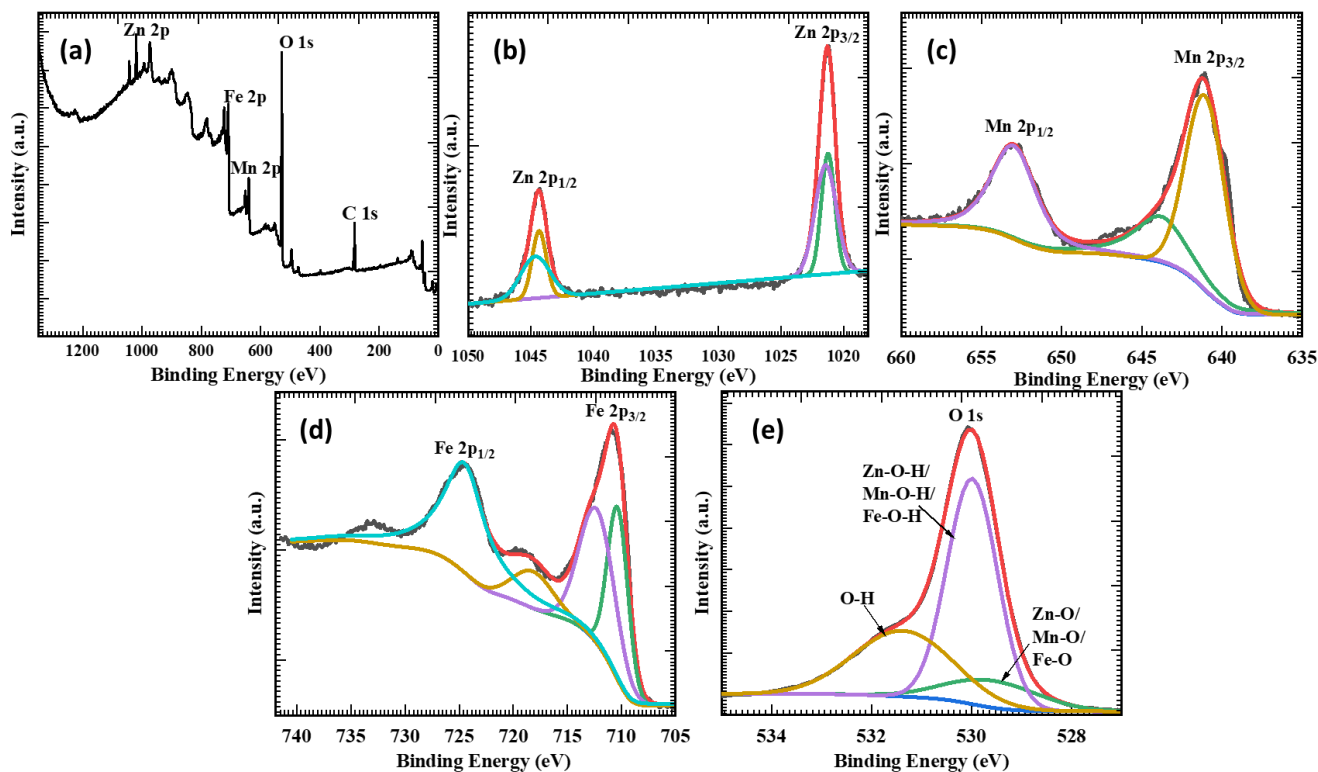 (a)
Zn 2p
O 1s
Fe 2p
Mn 2p
C 1s
Intensity (a.u.)
1200 1000 800 600 400 200 0
Binding Energy (eV)
(b)
Zn 2p3/2
Zn 2p1/2
Intensity (a.u.)
1050 1045 1040 1035 1030 1025 1020
Binding Energy (eV)
(c)
Mn 2p3/2
Mn 2p1/2
Intensity (a.u.)
660 655 650 645 640 635
Binding Energy (eV)
(d)
Fe 2p3/2
Fe 2p1/2
Intensity (a.u.)
740 735 730 725 720 715 710 705
Binding Energy (eV)
(e)
O 1s
Zn-O-H/
Mn-O-H/
Fe-O-H
O-H
Zn-O/
Mn-O/
Fe-O
Intensity (a.u.)
534 532 530 528
Binding Energy (eV)